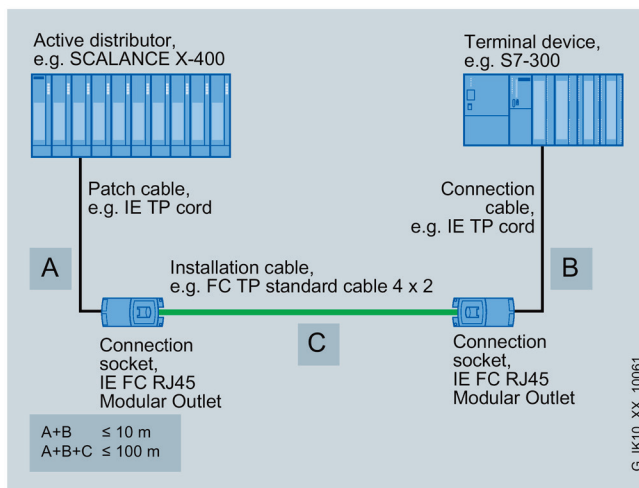 Active distributor,
e.g. SCALANCE X-400
Terminal device,
e.g. S7-300
Patch cable,
e.g. IE TP cord
Connection
cable,
e.g. IE TP cord
A
Installation cable,
e.g. FC TP standard cable 4 x 2
B
C
Connection
socket,
IE FC RJ45
Modular Outlet
Connection
socket,
IE FC RJ45
Modular Outlet
A+B ≤ 10 m
A+B+C ≤ 100 m
G_IK10_XX_10061